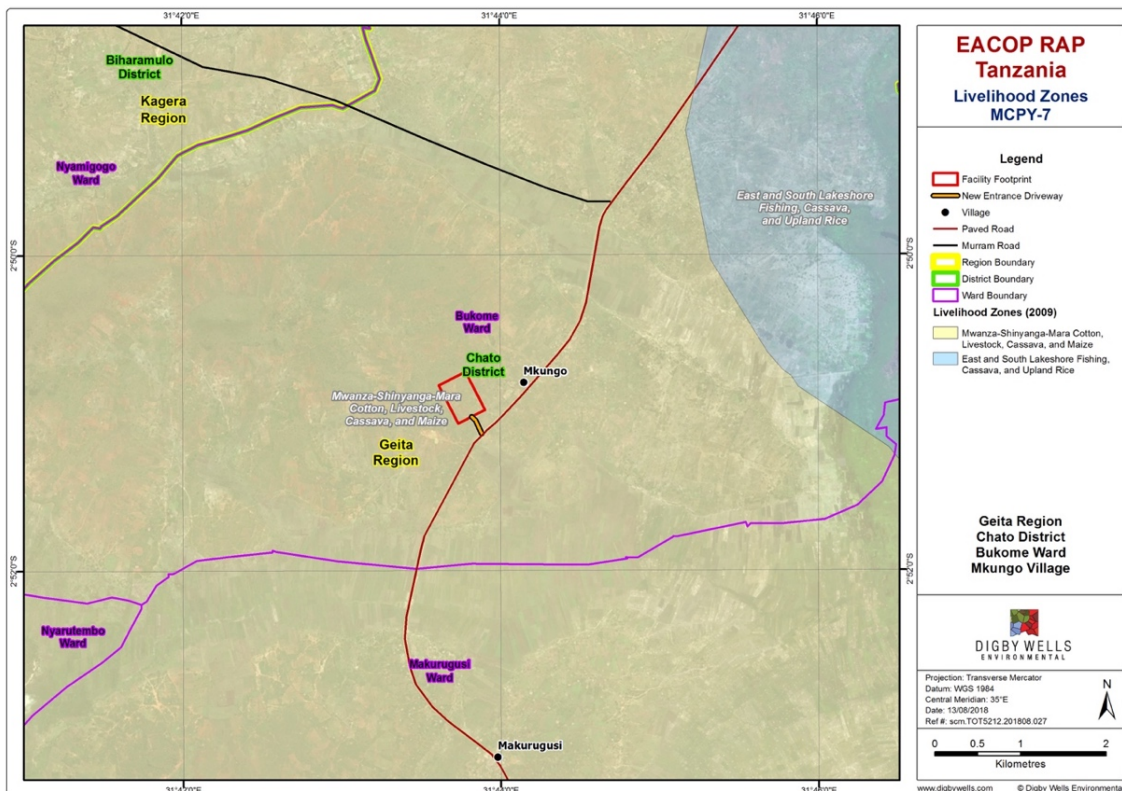 31°42'0"E
31°44'0"E
31°46'0"E
Biharamulo
District
Kagera
Region
Nyamigogo
Ward
East and South Lakeshore
Fishing, Cassava,
and Upland Rice
2°50'0"S
2°50'0"S
Bukome
Ward
Chato
District
Mkungo
Mwanza-Shinyanga-Mara
Cotton, Livestock,
Cassava, and Maize
Geita
Region
2°52'0"S
2°52'0"S
Nyarutembo
Ward
Makurugusi
Ward
Makurugusi
EACOP RAP
Tanzania
Livelihood Zones
MCPY-7
Legend
Facility Footprint
New Entrance Driveway
Village
Paved Road
Murram Road
Region Boundary
District Boundary
Ward Boundary
Livelihood Zones (2009)
Mwanza-Shinyanga-Mara Cotton,
Livestock, Cassava, and Maize
East and South Lakeshore Fishing,
Cassava, and Upland Rice
Geita Region
Chato District
Bukome Ward
Mkungo Village
DIGBY WELLS
ENVIRONMENTAL
Projection: Transverse Mercator
Datum: WGS 1984
Central Meridian: 35°E
Date: 13/08/2018
Ref #: scm.TOT5212.201808.027
N
0 0.5 1 2
Kilometres
www.digbywells.com © Digby Wells Environmental